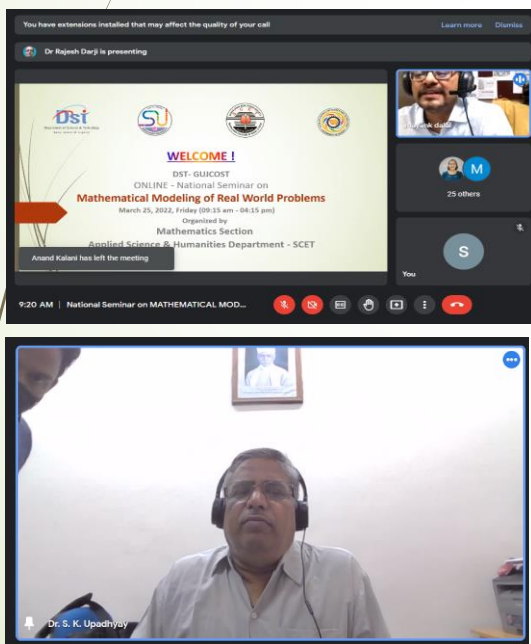 You have extensions installed that may affect the quality of your call
Learn more
Dismiss
Dr Rajesh Darji is presenting
Dst
SU
WELCOME !
DST- GUJCOST
ONLINE - National Seminar on
Mathematical Modeling of Real World Problems
March 25, 2022, Friday (09:15 am - 04:15 pm)
Organized by
Mathematics Section
Applied Science & Humanities Department - SCET
Anand Kalani has left the meeting
M
25 others
S
You
9:20 AM | National Seminar on MATHEMATICAL MOD...
Dr. S. K. Upadhyay